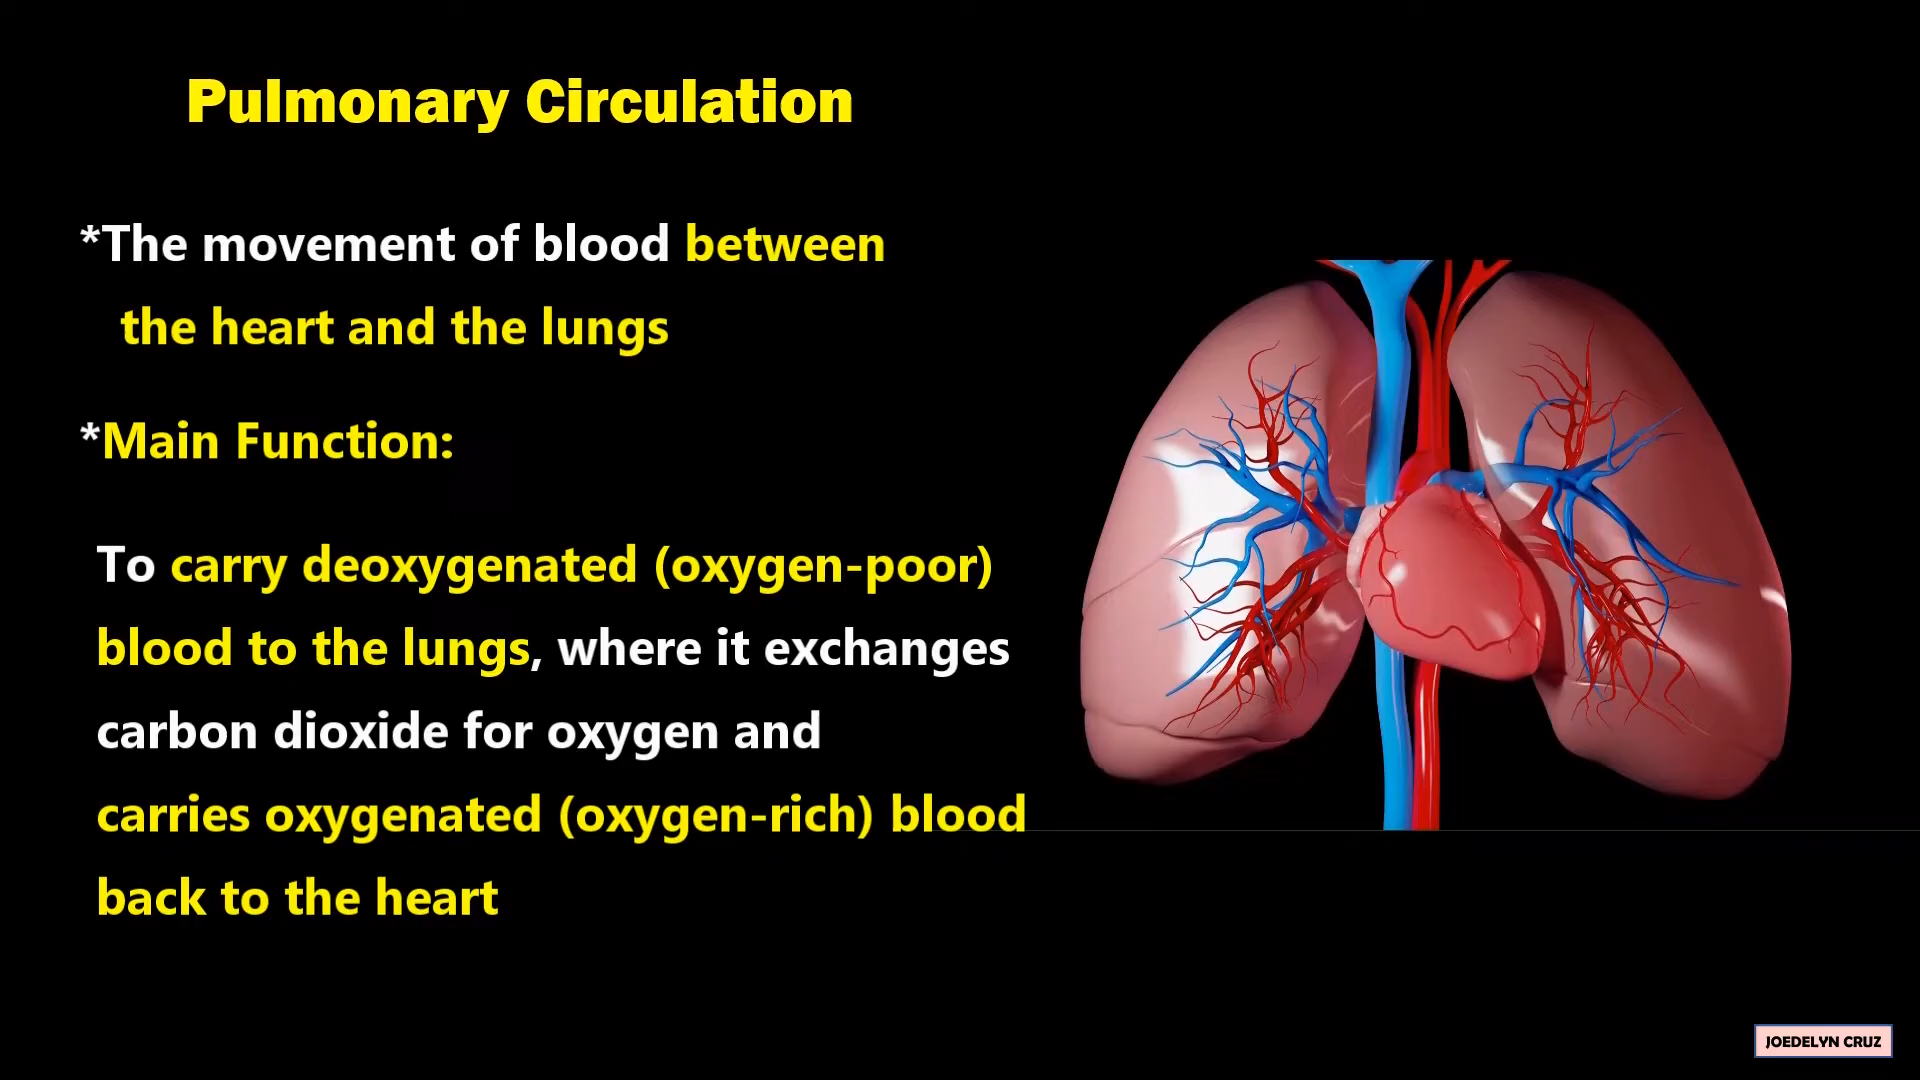 Pulmonary Circulation
*The movement of blood between
the heart and the lungs
*Main Function:
To carry deoxygenated (oxygen-poor)
blood to the lungs, where it exchanges
carbon dioxide for oxygen and
carries oxygenated (oxygen-rich) blood
back to the heart
JOEDELYN CRUZ